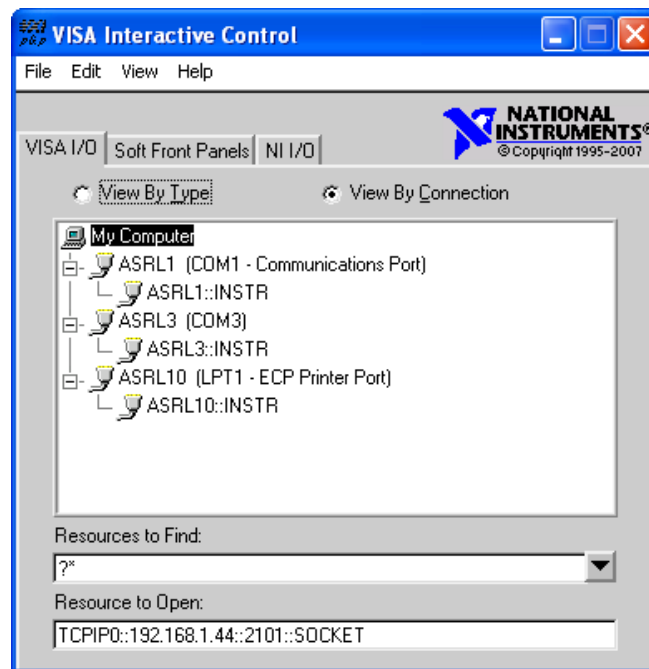 VISA Interactive Control
File Edit View Help
NATIONAL
INSTRUMENTS®
© Copyright 1995-2007
VISA I/O Soft Front Panels NI I/O
View By Type View By Connection
My Computer
ASRL1 (COM1 - Communications Port)
ASRL1::INSTR
ASRL3 (COM3)
ASRL3::INSTR
ASRL10 (LPT1 - ECP Printer Port)
ASRL10::INSTR
Resources to Find:
?*
Resource to Open:
TCPIP0::192.168.1.44::2101::SOCKET